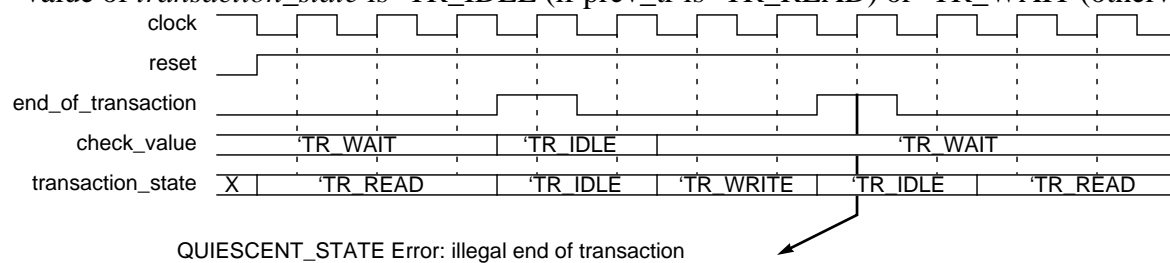 value of transaction_state is ‘TR_IDLE (if prev_tr is ‘TR_READ) or ‘TR_WAIT
clock
reset
end_of_transaction
check_value ‘TR_WAIT ‘TR_IDLE ‘TR_WAIT
transaction_state X ‘TR_READ ‘TR_IDLE ‘TR_WRITE ‘TR_IDLE ‘TR_READ
QUIESCENT_STATE Error: illegal end of transaction